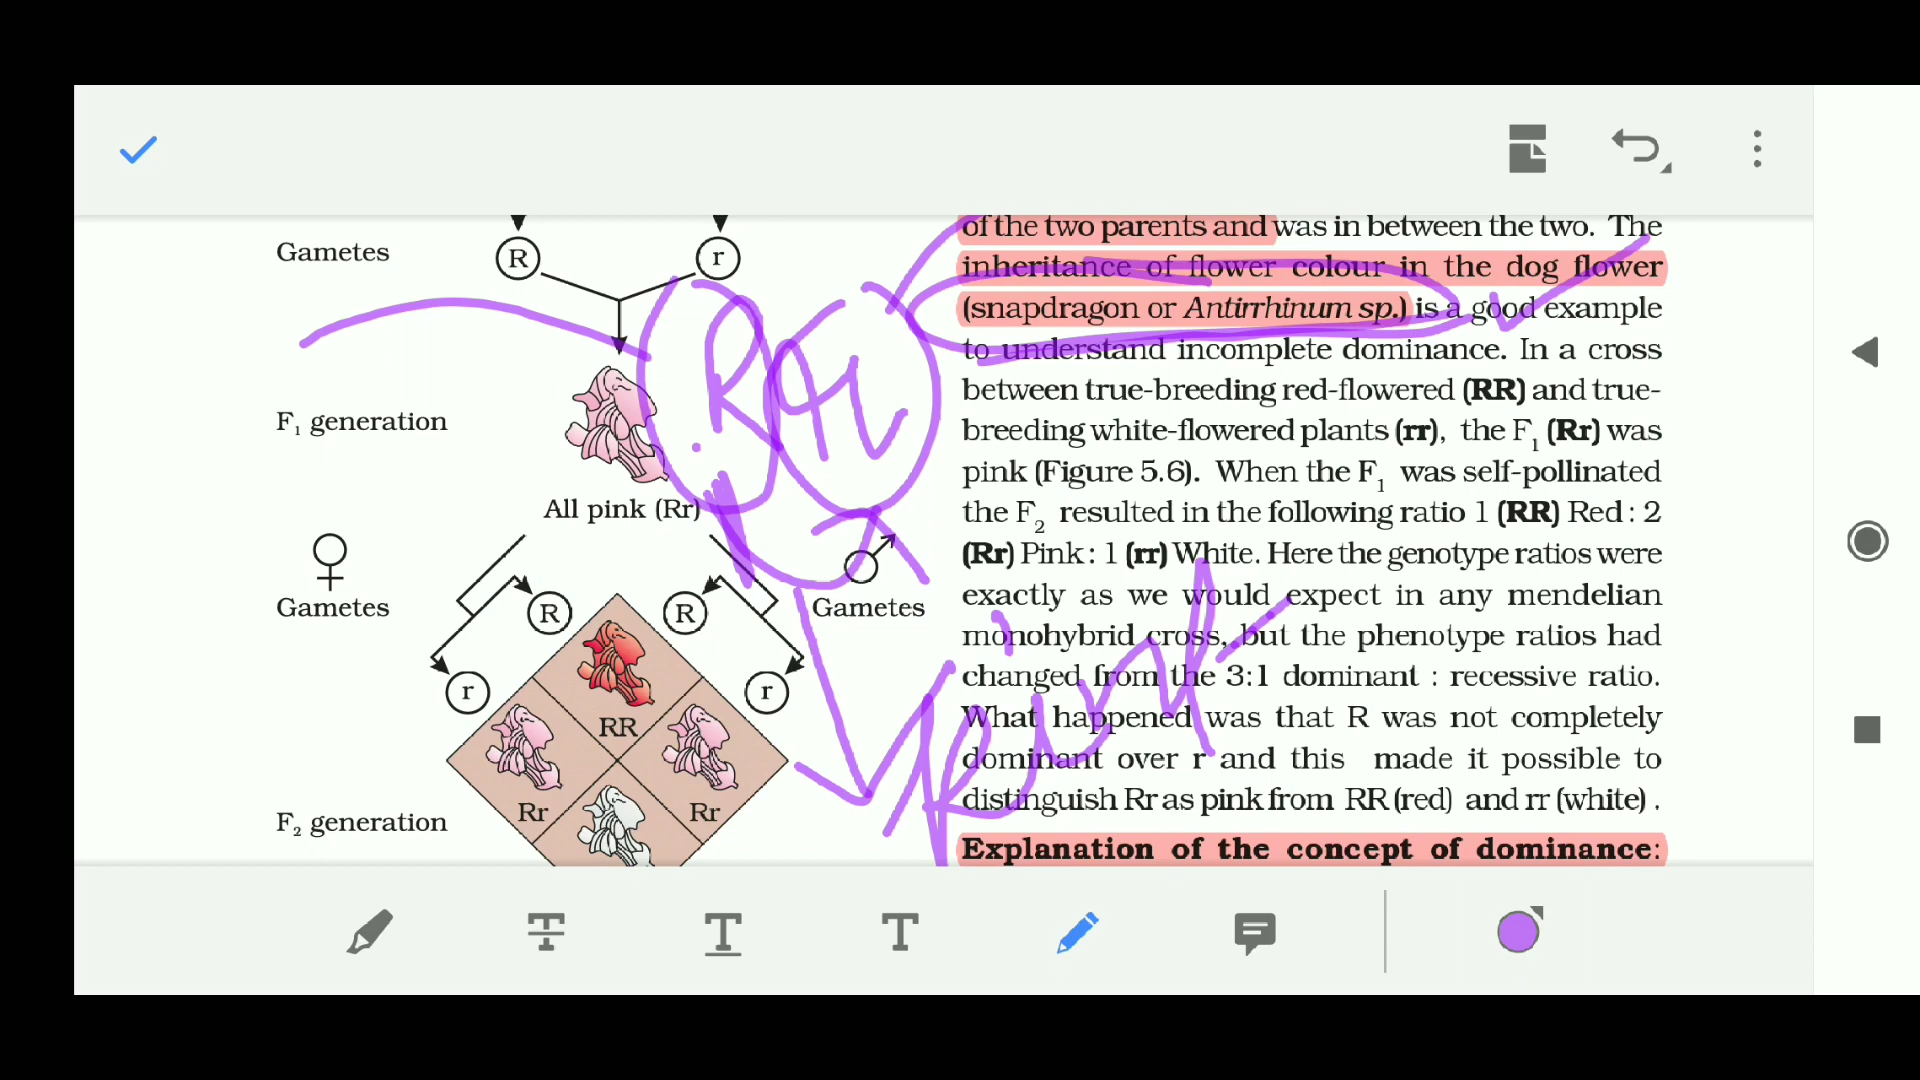 Gametes
R
r
F1 generation
All pink (Rr)
Gametes
Gametes
R
R
r
r
RR
Rr
Rr
F2 generation
of the two parents and was in between the two. The
inheritance of flower colour in the dog flower
(snapdragon or Antirrhinum sp.) is a good example
to understand incomplete dominance. In a cross
between true-breeding red-flowered (RR) and true-
breeding white-flowered plants (rr), the F1 (Rr) was
pink (Figure 5.6). When the F1 was self-pollinated
the F2 resulted in the following ratio 1 (RR) Red : 2
(Rr) Pink : 1 (rr) White. Here the genotype ratios were
exactly as we would expect in any mendelian
monohybrid cross, but the phenotype ratios had
changed from the 3:1 dominant : recessive ratio.
What happened was that R was not completely
dominant over r and this made it possible to
distinguish Rr as pink from RR (red) and rr (white) .
Explanation of the concept of dominance:
pink
T
T
T